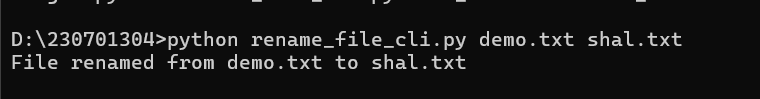 D:\230701304>python rename_file_cli.py demo.txt shal.txt
File renamed from demo.txt to shal.txt